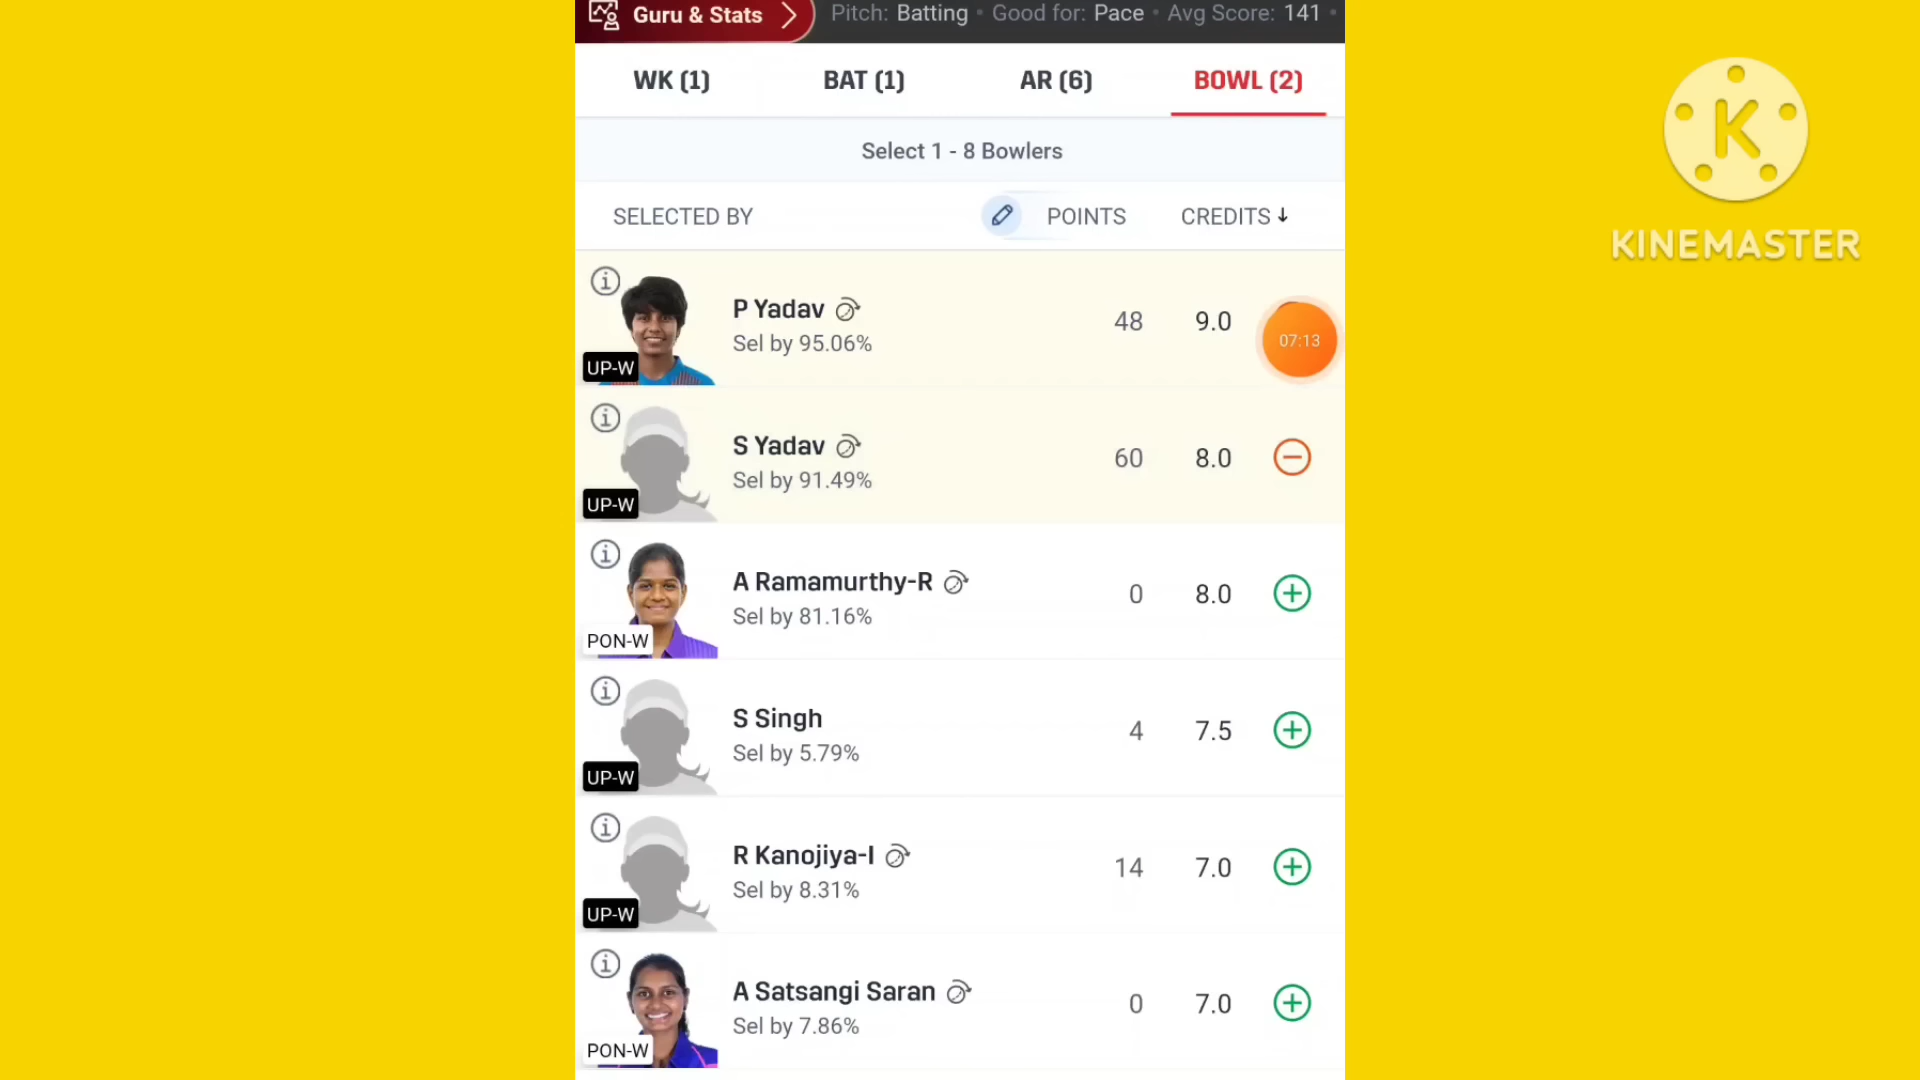 Guru & Stats Pitch: Batting • Good for: Pace • Avg Score: 141 •
WK (1) BAT (1) AR (6) BOWL (2)
Select 1 - 8 Bowlers
SELECTED BY POINTS CREDITS ↓
P Yadav 48 9.0
Sel by 95.06%
UP-W
07:13
S Yadav 60 8.0
Sel by 91.49%
UP-W
A Ramamurthy-R 0 8.0
Sel by 81.16%
PON-W
S Singh 4 7.5
Sel by 5.79%
UP-W
R Kanojiya-I 14 7.0
Sel by 8.31%
UP-W
A Satsangi Saran 0 7.0
Sel by 7.86%
PON-W
K
KINEMASTER